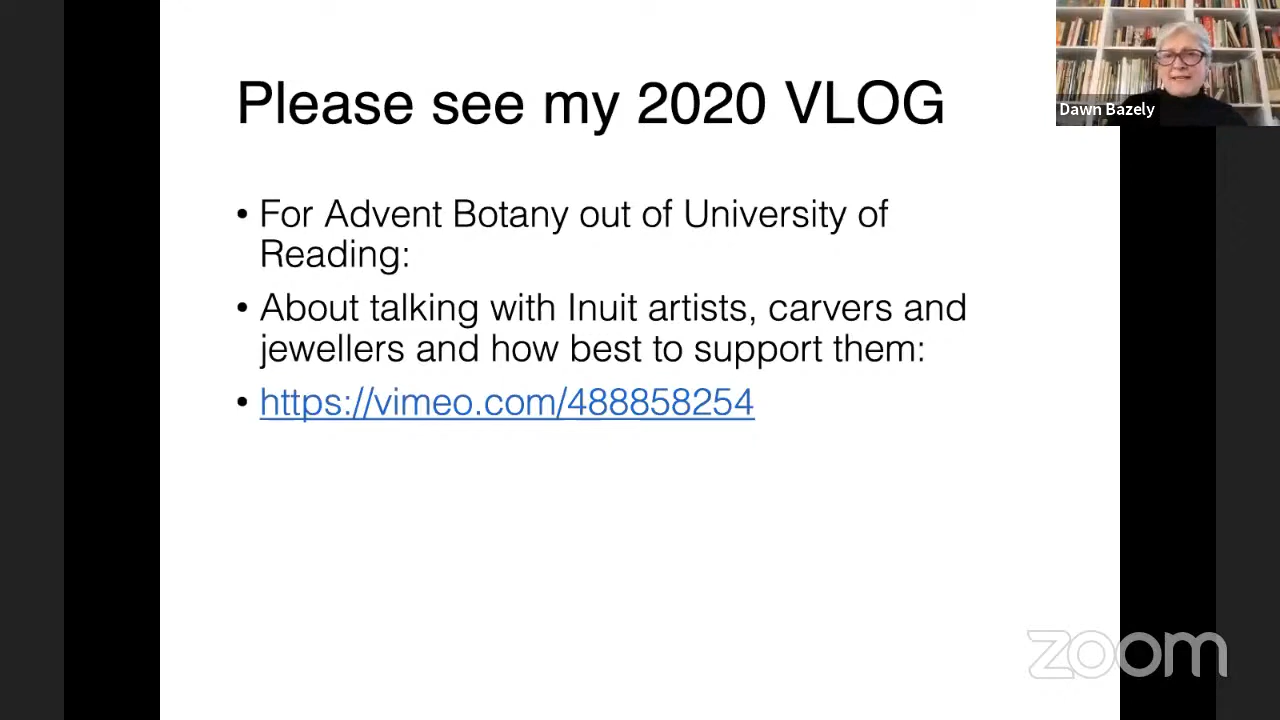 Please see my 2020 VLOG
Dawn Bazely
• For Advent Botany out of University of
Reading:
• About talking with Inuit artists, carvers and
jewellers and how best to support them:
• https://vimeo.com/488858254
zoom